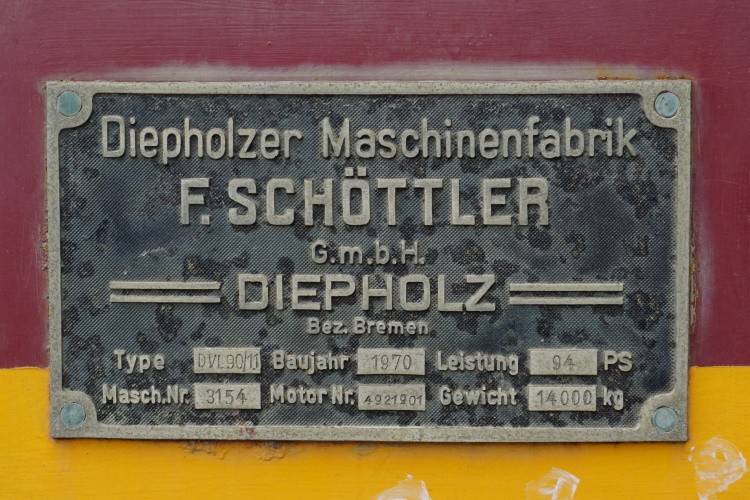 Diepholzer Maschinenfabrik
F. SCHÖTTLER
G.m.b.H.
DIEPHOLZ
Bez. Bremen
Type DVL90/11 Baujahr 1970 Leistung 94 PS
Masch.Nr. 3154 Motor Nr. 4921901 Gewicht 14000 kg